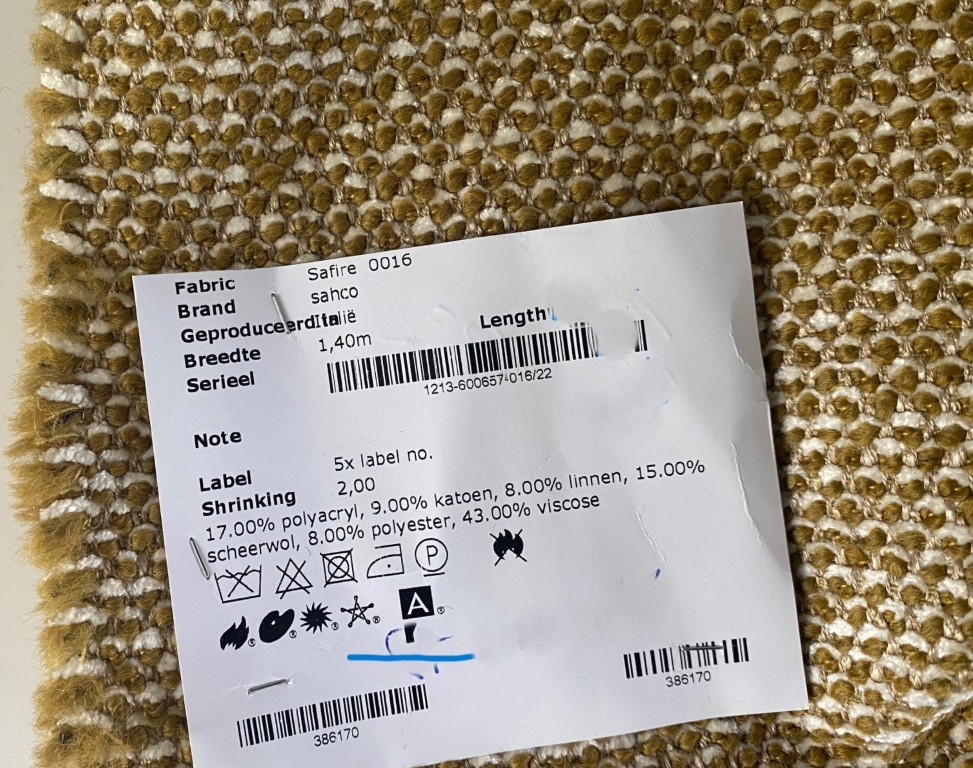 Fabric Safire 0016
Brand sahco
Geproduceerd in Italië
Breedte 1,40m Length
Serieel
1213-600657-016/22
Note
Label 5x label no.
Shrinking 2,00
17.00% polyacryl, 9.00% katoen, 8.00% linnen, 15.00%
scheerwol, 8.00% polyester, 43.00% viscose
P
® ® ® ® A ®
386170
386170